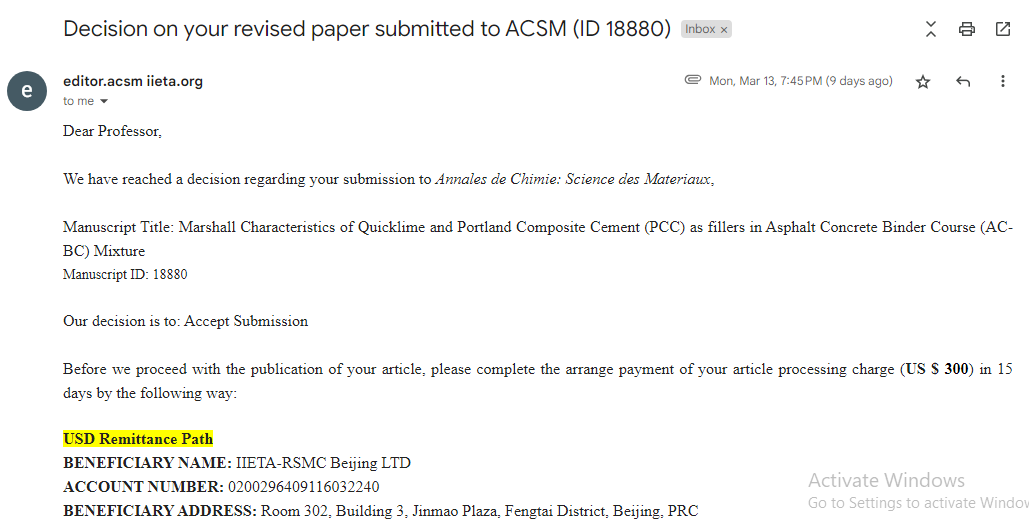 Decision on your revised paper submitted to ACSM (ID 18880) Inbox ×
e
editor.acsm iieta.org
Mon, Mar 13, 7:45 PM (9 days ago)
to me
Dear Professor,
We have reached a decision regarding your submission to Annales de Chimie: Science des Materiaux,
Manuscript Title: Marshall Characteristics of Quicklime and Portland Composite Cement (PCC) as fillers in Asphalt Concrete Binder Course (AC-
BC) Mixture
Manuscript ID: 18880
Our decision is to: Accept Submission
Before we proceed with the publication of your article, please complete the arrange payment of your article processing charge (US $ 300) in 15
days by the following way:
USD Remittance Path
BENEFICIARY NAME: IIETA-RSMC Beijing LTD
ACCOUNT NUMBER: 0200296409116032240
BENEFICIARY ADDRESS: Room 302, Building 3, Jinmao Plaza, Fengtai District, Beijing, PRC
Activate Windows
Go to Settings to activate Window